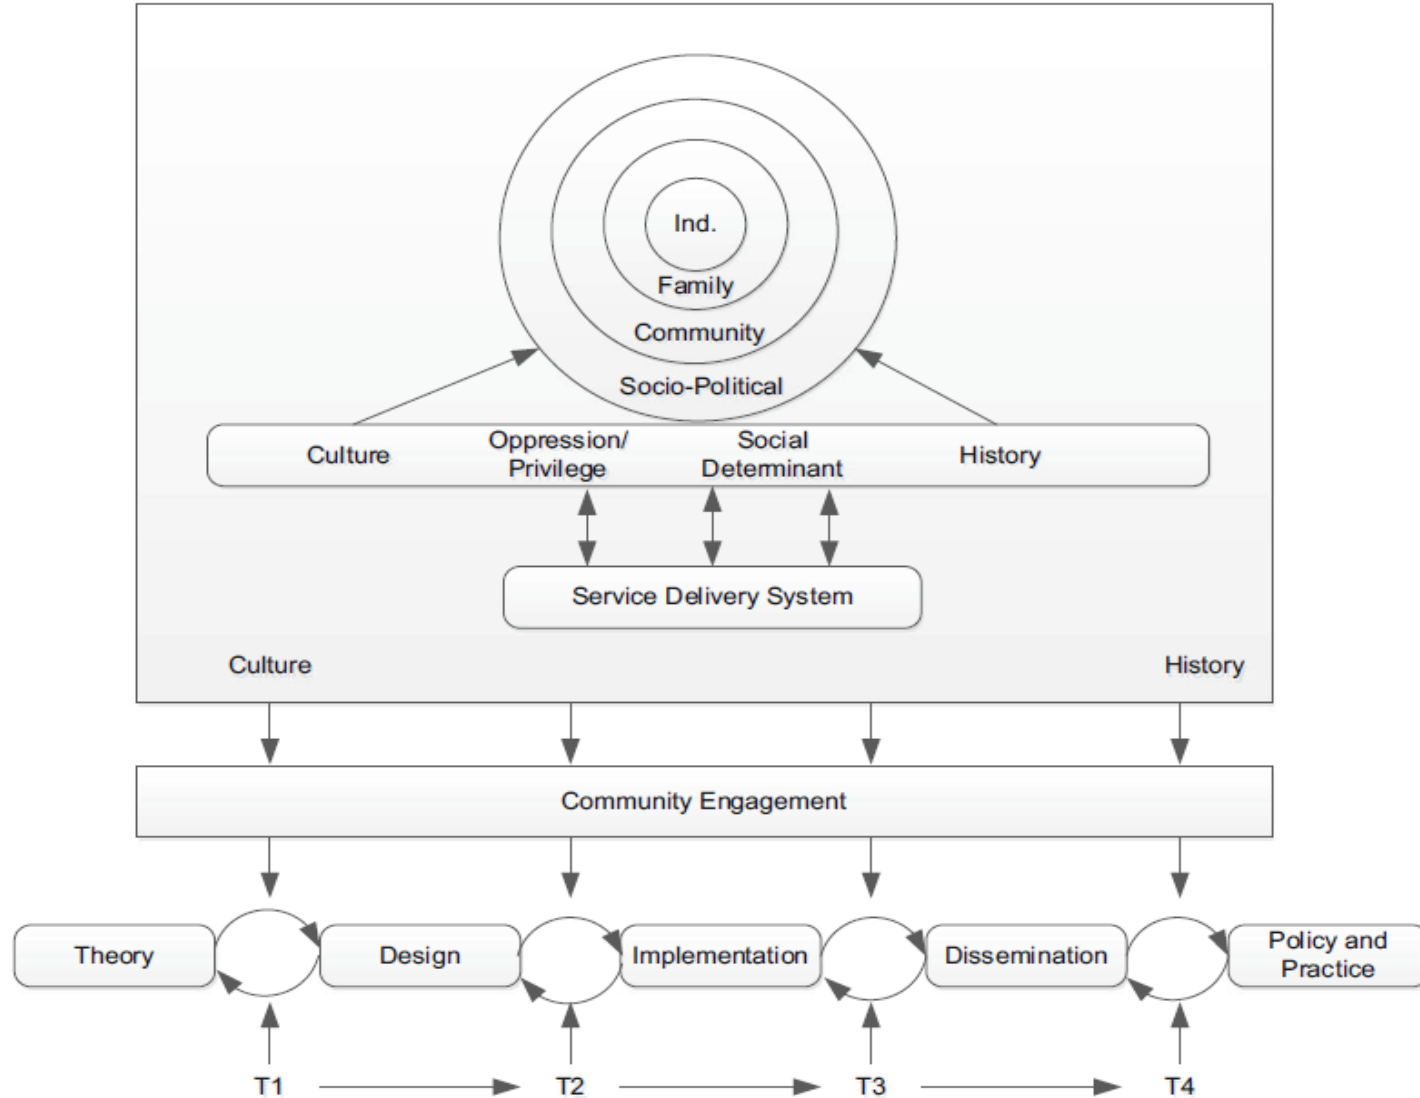 Ind.
Family
Community
Socio-Political
Culture
Oppression/
Privilege
Social
Determinant
History
Service Delivery System
Culture
History
Community Engagement
Theory
Design
Implementation
Dissemination
Policy and
Practice
T1
T2
T3
T4